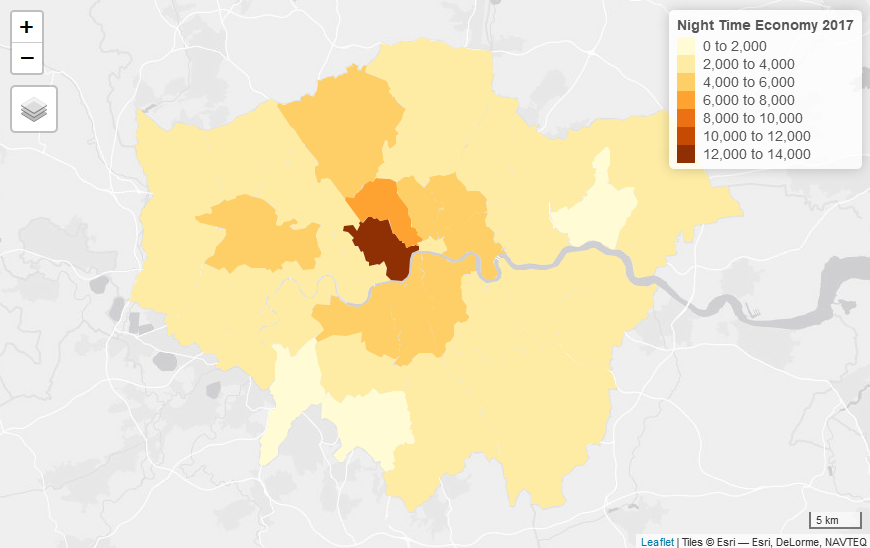 +
−
Night Time Economy 2017
0 to 2,000
2,000 to 4,000
4,000 to 6,000
6,000 to 8,000
8,000 to 10,000
10,000 to 12,000
12,000 to 14,000
5 km
Leaflet | Tiles © Esri — Esri, DeLorme, NAVTEQ